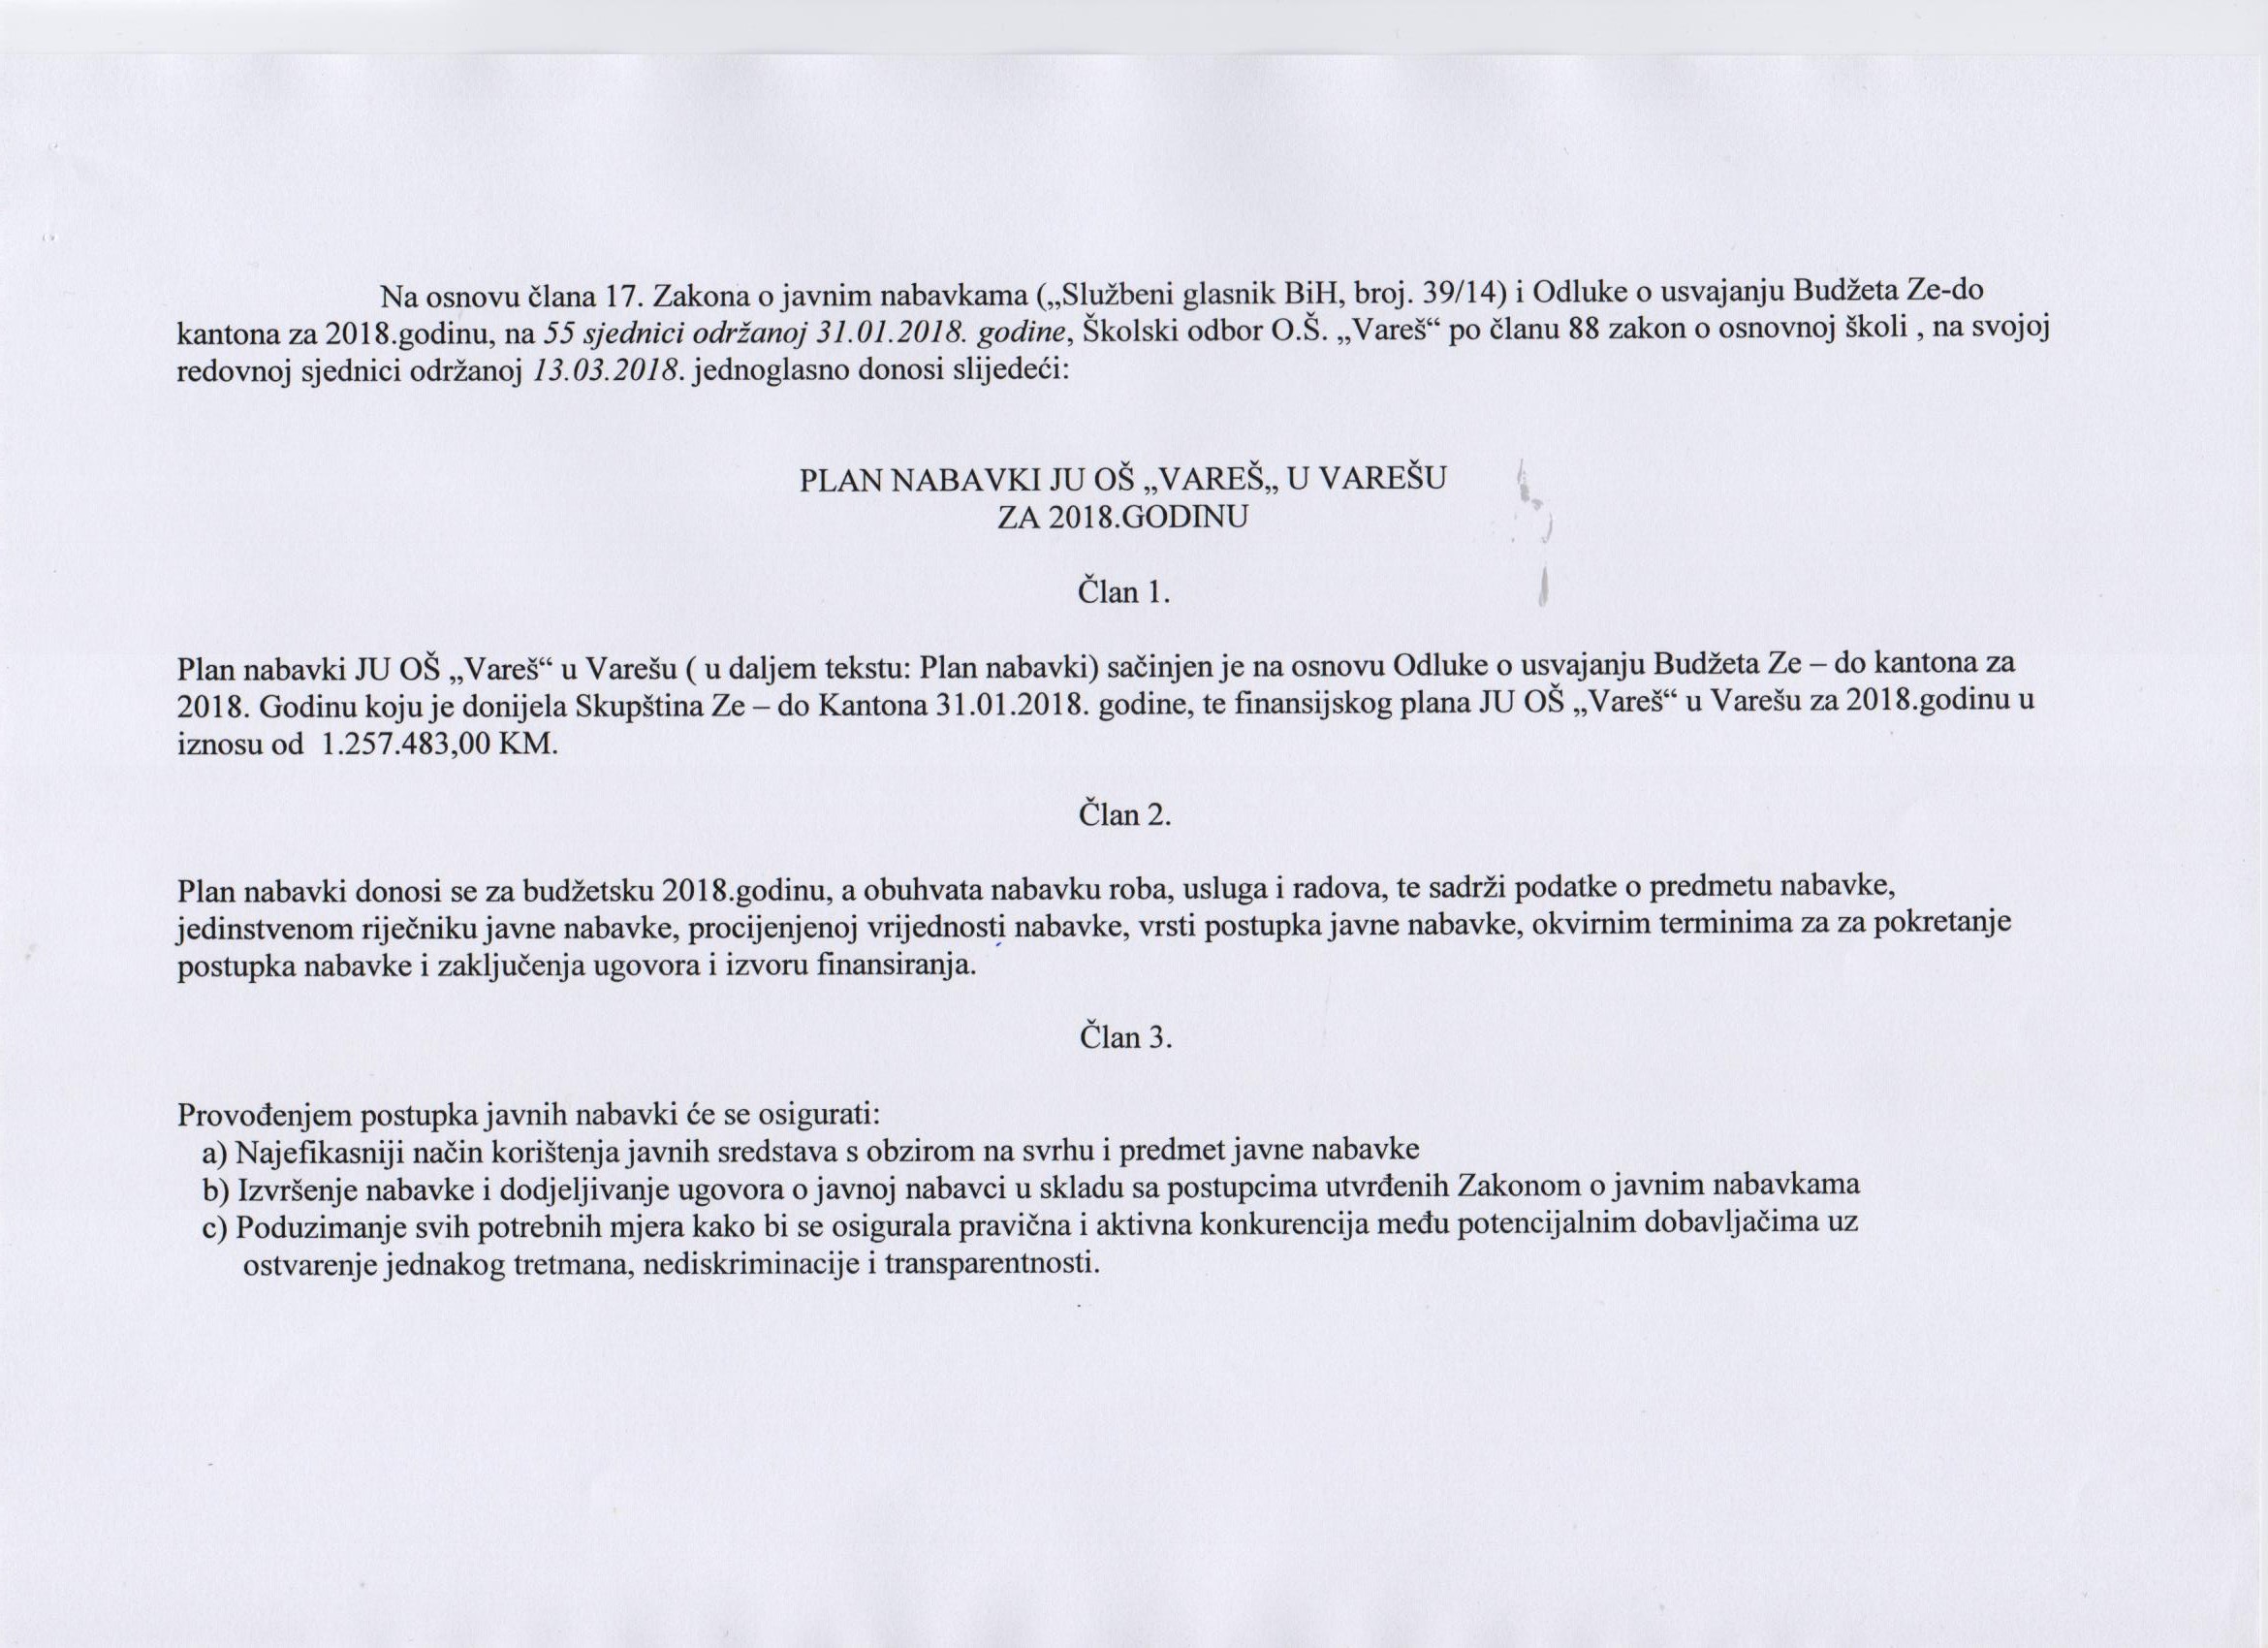 Na osnovu člana 17. Zakona o javnim nabavkama („Službeni glasnik BiH, broj. 39/14) i Odluke o usvajanju Budžeta Ze-do
kantona za 2018.godinu, na 55 sjednici održanoj 31.01.2018. godine, Školski odbor O.Š. „Vareš“ po članu 88 zakon o osnovnoj školi , na svojoj
redovnoj sjednici održanoj 13.03.2018. jednoglasno donosi slijedeći:
PLAN NABAVKI JU OŠ „VAREŠ„ U VAREŠU
ZA 2018.GODINU
Član 1.
Plan nabavki JU OŠ „Vareš“ u Varešu ( u daljem tekstu: Plan nabavki) sačinjen je na osnovu Odluke o usvajanju Budžeta Ze – do kantona za
2018. Godinu koju je donijela Skupština Ze – do Kantona 31.01.2018. godine, te finansijskog plana JU OŠ „Vareš“ u Varešu za 2018.godinu u
iznosu od  1.257.483,00 KM.
Član 2.
Plan nabavki donosi se za budžetsku 2018.godinu, a obuhvata nabavku roba, usluga i radova, te sadrži podatke o predmetu nabavke,
jedinstvenom riječniku javne nabavke, procijenjenoj vrijednosti nabavke, vrsti postupka javne nabavke, okvirnim terminima za za pokretanje
postupka nabavke i zaključenja ugovora i izvoru finansiranja.
Član 3.
Provođenjem postupka javnih nabavki će se osigurati:
a) Najefikasniji način korištenja javnih sredstava s obzirom na svrhu i predmet javne nabavke
b) Izvršenje nabavke i dodjeljivanje ugovora o javnoj nabavci u skladu sa postupcima utvrđenih Zakonom o javnim nabavkama
c) Poduzimanje svih potrebnih mjera kako bi se osigurala pravična i aktivna konkurencija među potencijalnim dobavljačima uz
ostvarenje jednakog tretmana, nediskriminacije i transparentnosti.